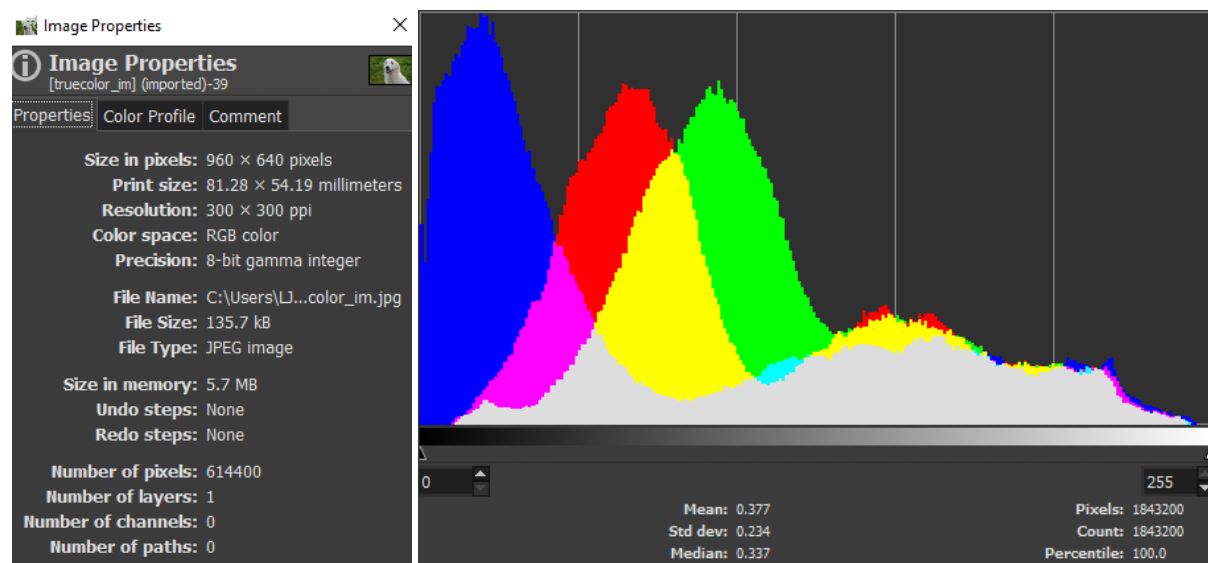 Image Properties
Image Properties
[truecolor_im] (imported)-39
Properties Color Profile Comment
Size in pixels: 960 × 640 pixels
Print size: 81.28 × 54.19 millimeters
Resolution: 300 × 300 ppi
Color space: RGB color
Precision: 8-bit gamma integer
File Name: C:\Users\LJ...color_im.jpg
File Size: 135.7 kB
File Type: JPEG image
Size in memory: 5.7 MB
Undo steps: None
Redo steps: None
Number of pixels: 614400
Number of layers: 1
Number of channels: 0
Number of paths: 0
0 255
Mean: 0.377 Pixels: 1843200
Std dev: 0.234 Count: 1843200
Median: 0.337 Percentile: 100.0